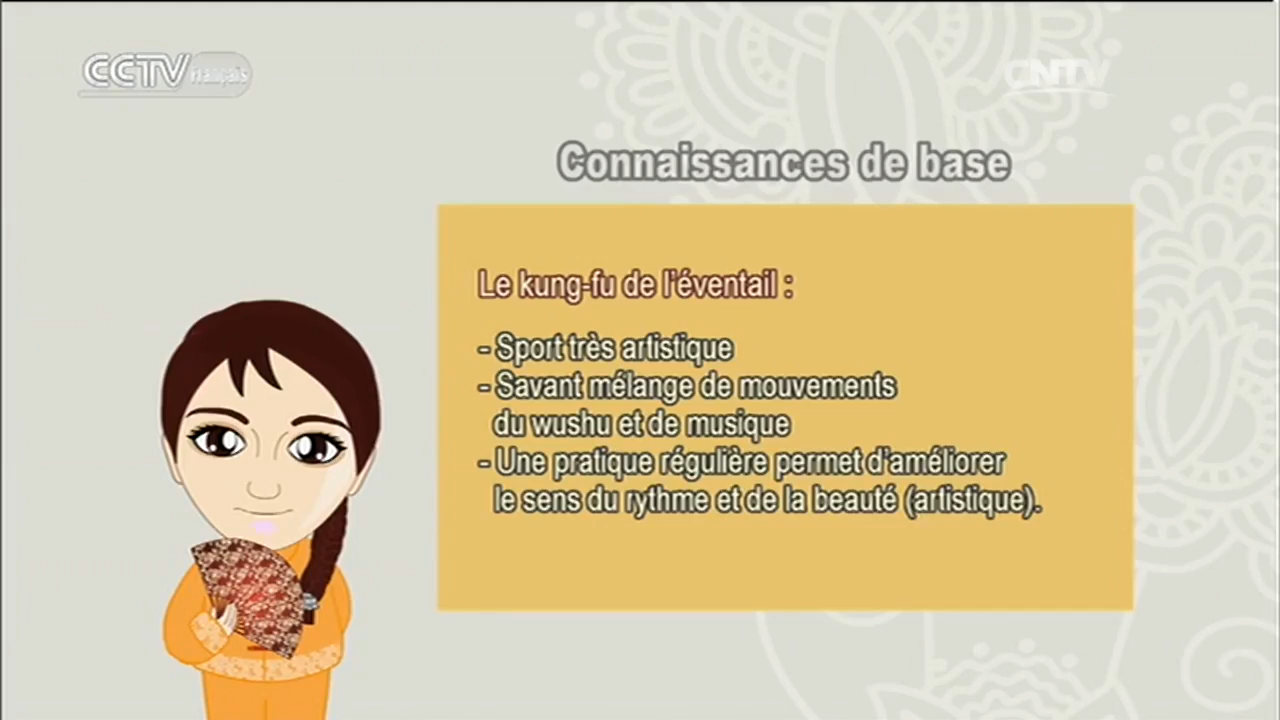 CCTV Français
CNTV
Connaissances de base
Le kung-fu de l'éventail :
- Sport très artistique
- Savant mélange de mouvements
du wushu et de musique
- Une pratique régulière permet d'améliorer
le sens du rythme et de la beauté (artistique).